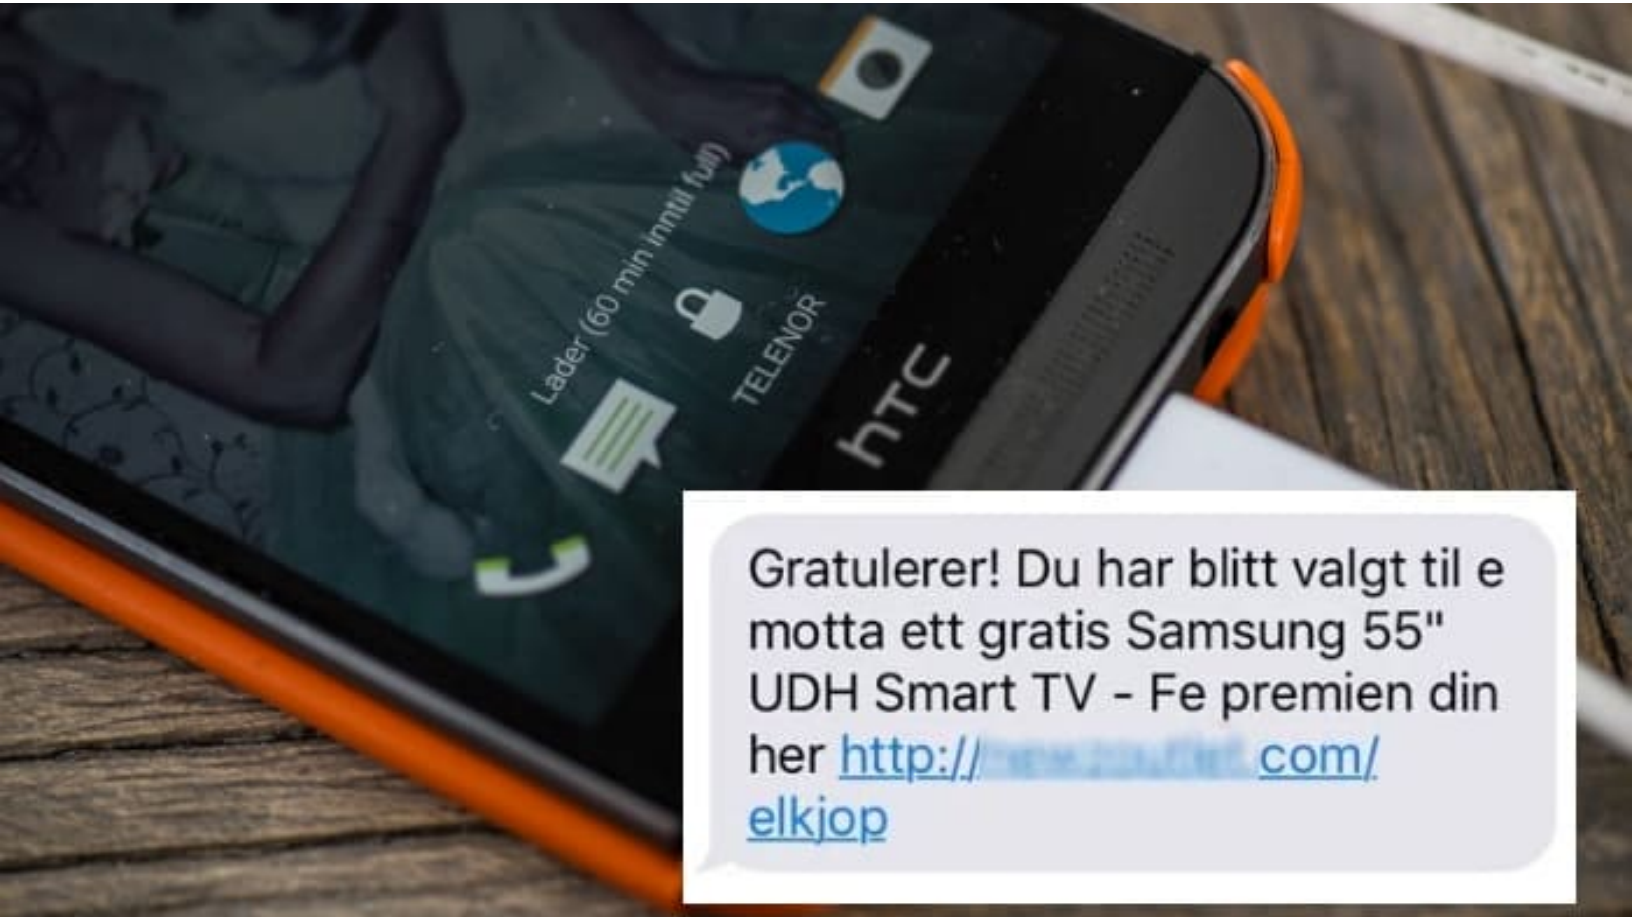 Lader (60 min inntil full)
TELENOR
hTC
Gratulerer! Du har blitt valgt til e
motta ett gratis Samsung 55"
UDH Smart TV - Fe premien din
her http:// .com/
elkjop